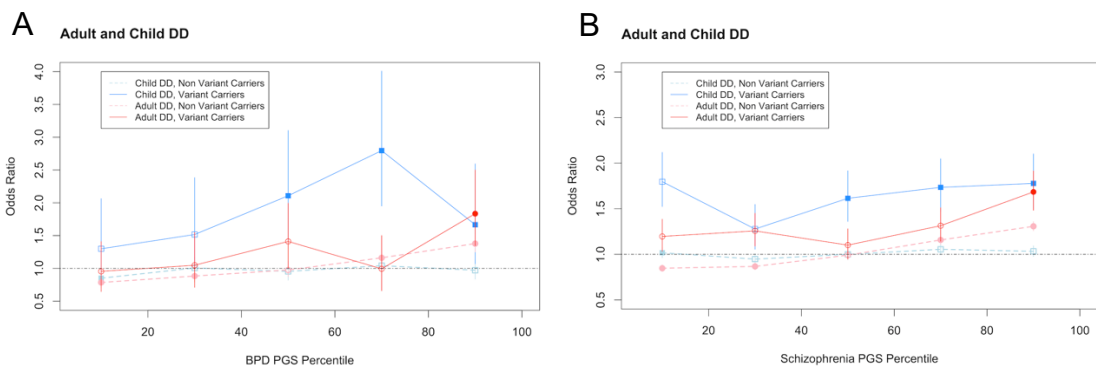 A
Adult and Child DD
Child DD, Non Variant Carriers
Child DD, Variant Carriers
Adult DD, Non Variant Carriers
Adult DD, Variant Carriers
Odds Ratio
4.0
3.5
3.0
2.5
2.0
1.5
1.0
0.5
20 40 60 80 100
BPD PGS Percentile
B
Adult and Child DD
Child DD, Non Variant Carriers
Child DD, Variant Carriers
Adult DD, Non Variant Carriers
Adult DD, Variant Carriers
Odds Ratio
3.0
2.5
2.0
1.5
1.0
0.5
20 40 60 80 100
Schizophrenia PGS Percentile